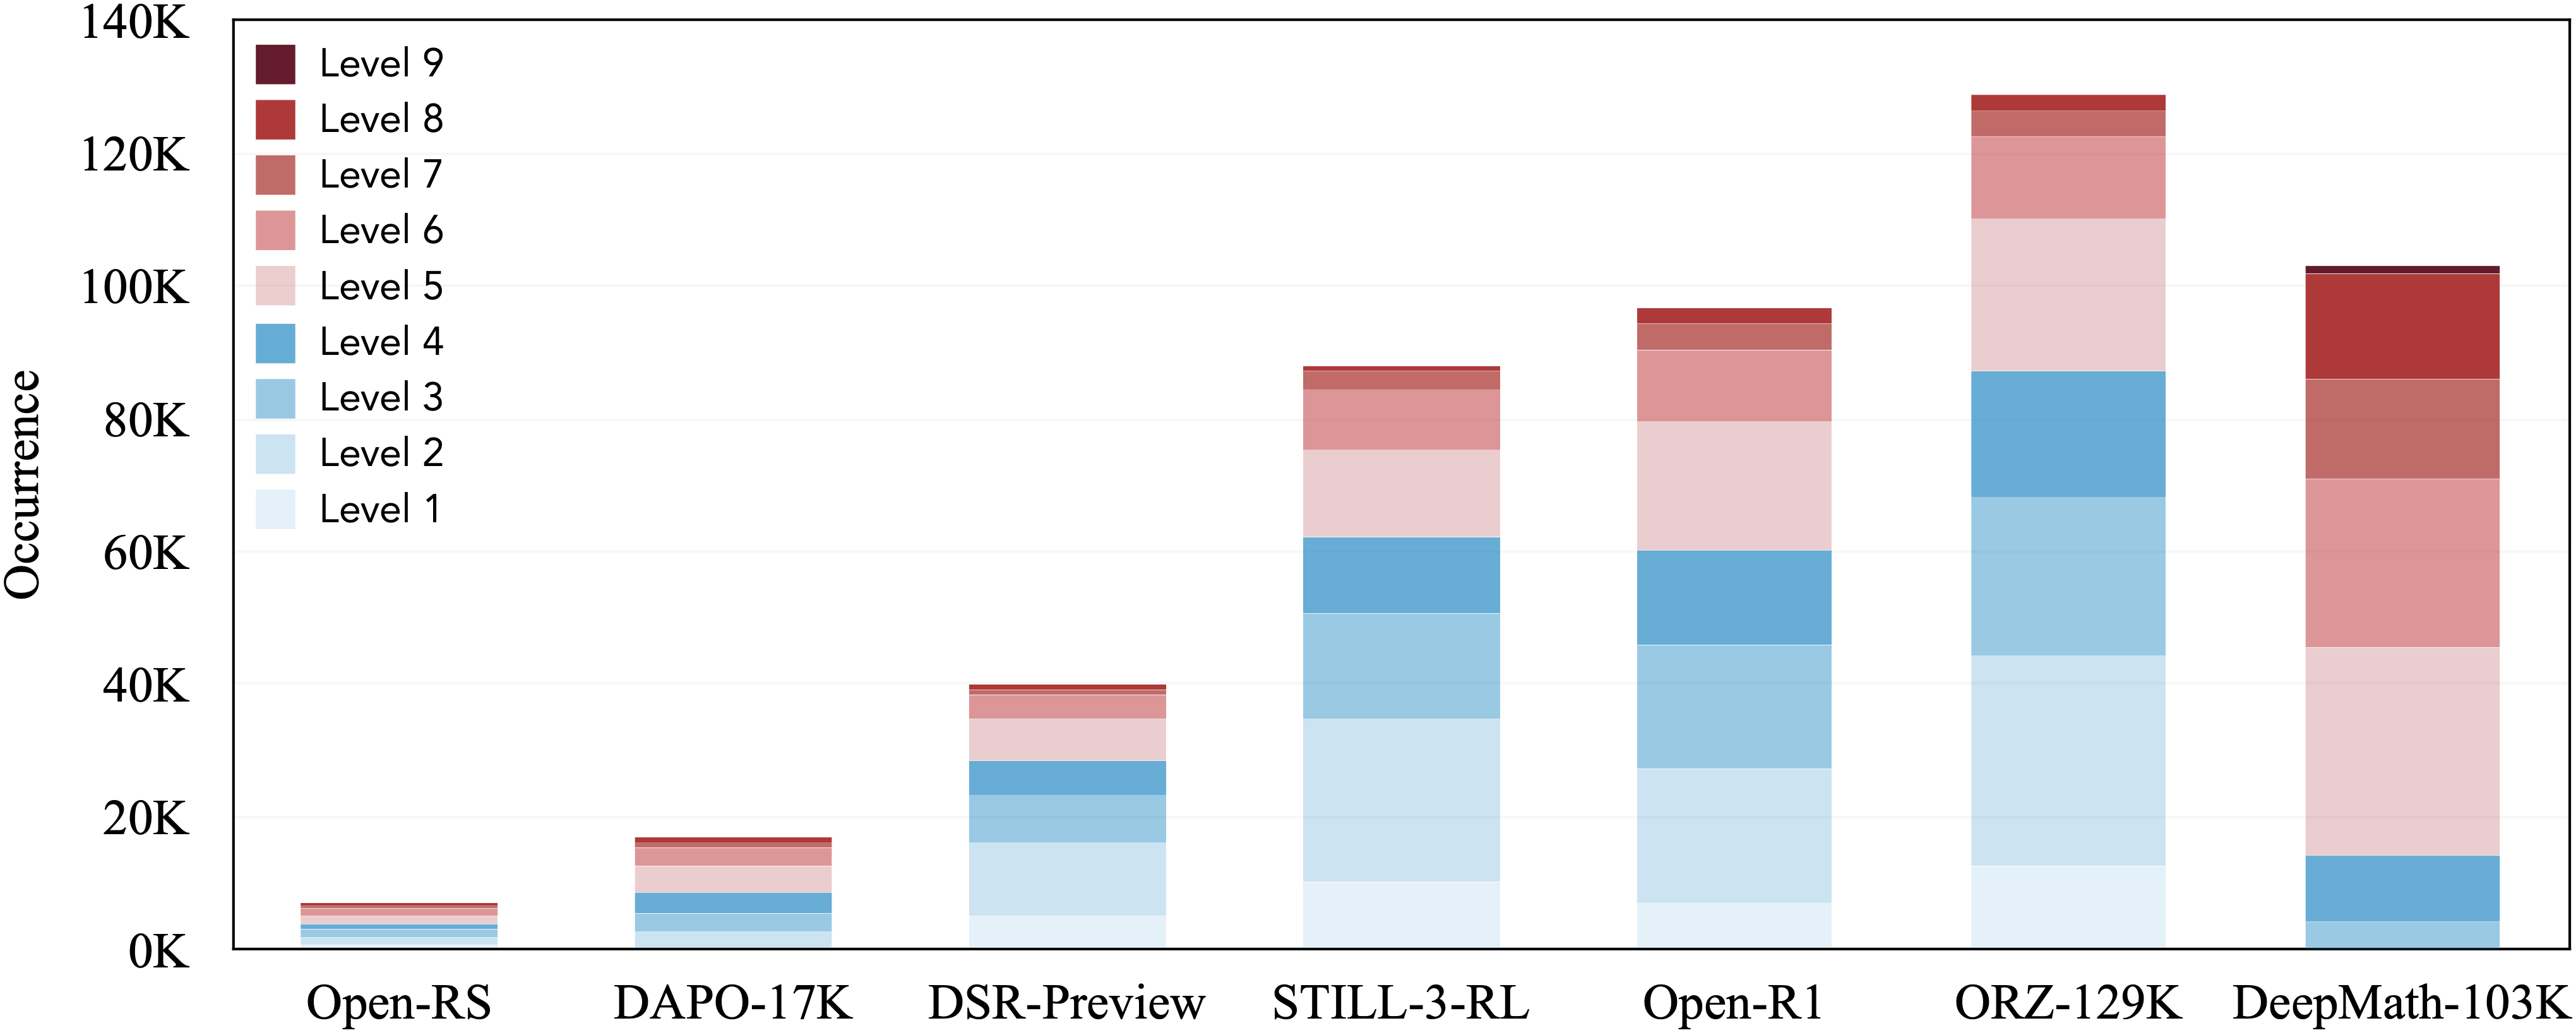 140K
120K
100K
80K
60K
40K
20K
0K
Occurrence
Level 9
Level 8
Level 7
Level 6
Level 5
Level 4
Level 3
Level 2
Level 1
Open-RS
DAPO-17K
DSR-Preview
STILL-3-RL
Open-R1
ORZ-129K
DeepMath-103K